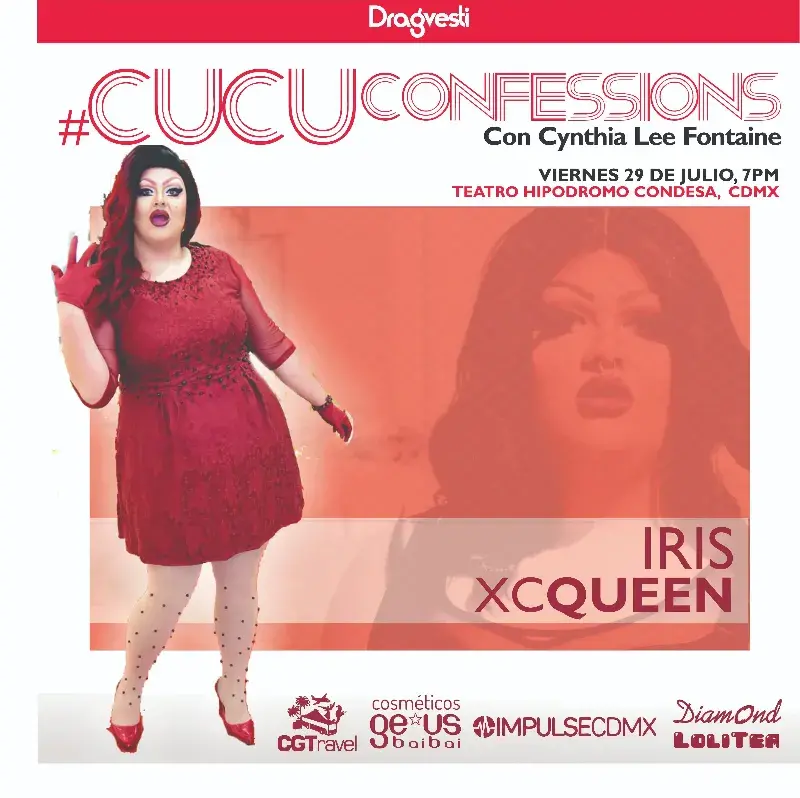 Dragvesti
#CUCUCONFESSIONS
Con Cynthia Lee Fontaine
VIERNES 29 DE JULIO, 7PM
TEATRO HIPODROMO CONDESA, CDMX
IRIS
XCQUEEN
CGTravel
cosméticos
ge☆us
baibai
IMPULSECDMX
DiamOnd
LOLITER